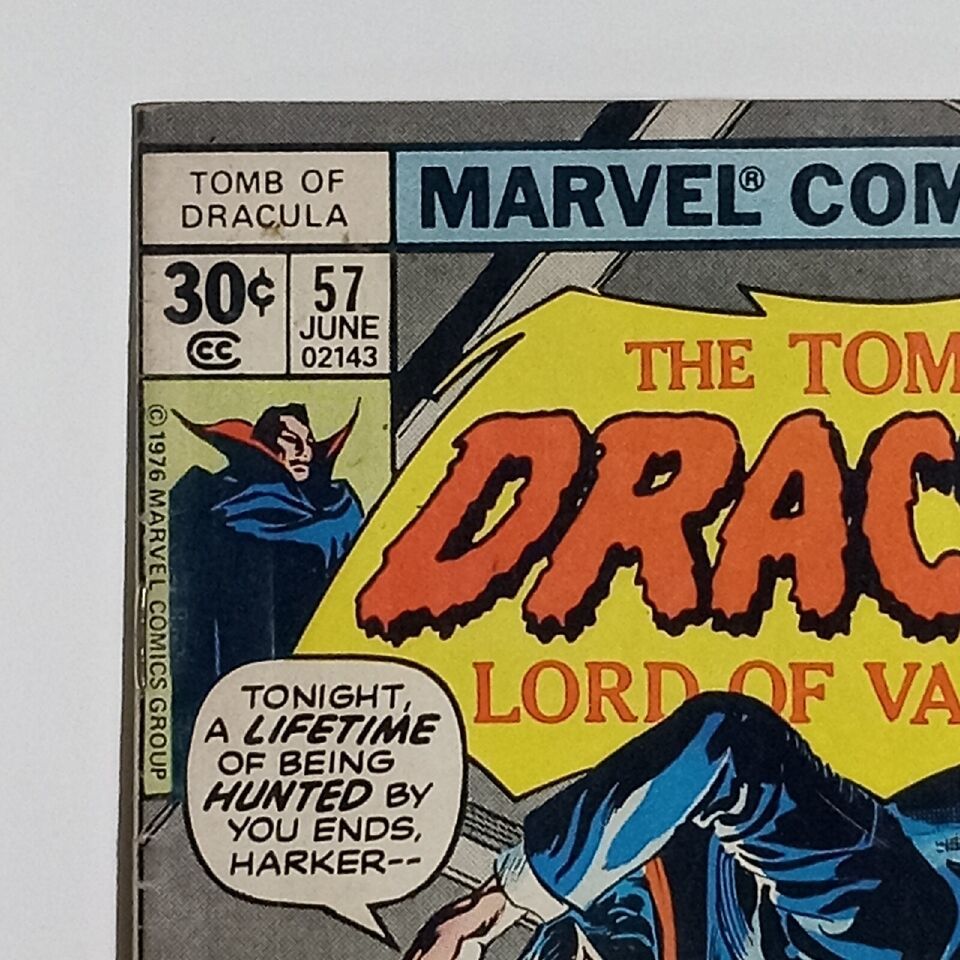 TOMB OF
DRACULA
MARVEL® COM
30¢
57
JUNE
CC
02143
© 1976 MARVEL COMICS GROUP
THE TOM
DRAC
LORD OF VA
TONIGHT,
A LIFETIME
OF BEING
HUNTED BY
YOU ENDS,
HARKER--